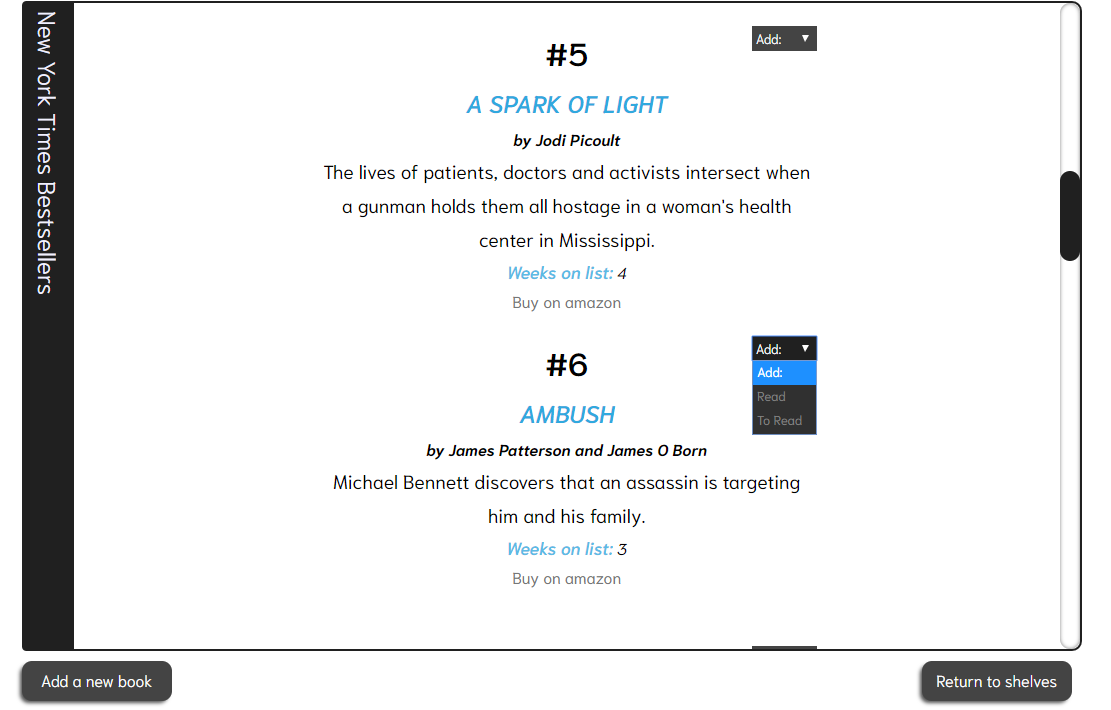 New York Times Bestsellers
Add:
#5
A SPARK OF LIGHT
by Jodi Picoult
The lives of patients, doctors and activists intersect when
a gunman holds them all hostage in a woman's health
center in Mississippi.
Weeks on list: 4
Buy on amazon
Add:
Add:
Read
To Read
#6
AMBUSH
by James Patterson and James O Born
Michael Bennett discovers that an assassin is targeting
him and his family.
Weeks on list: 3
Buy on amazon
Add a new book
Return to shelves